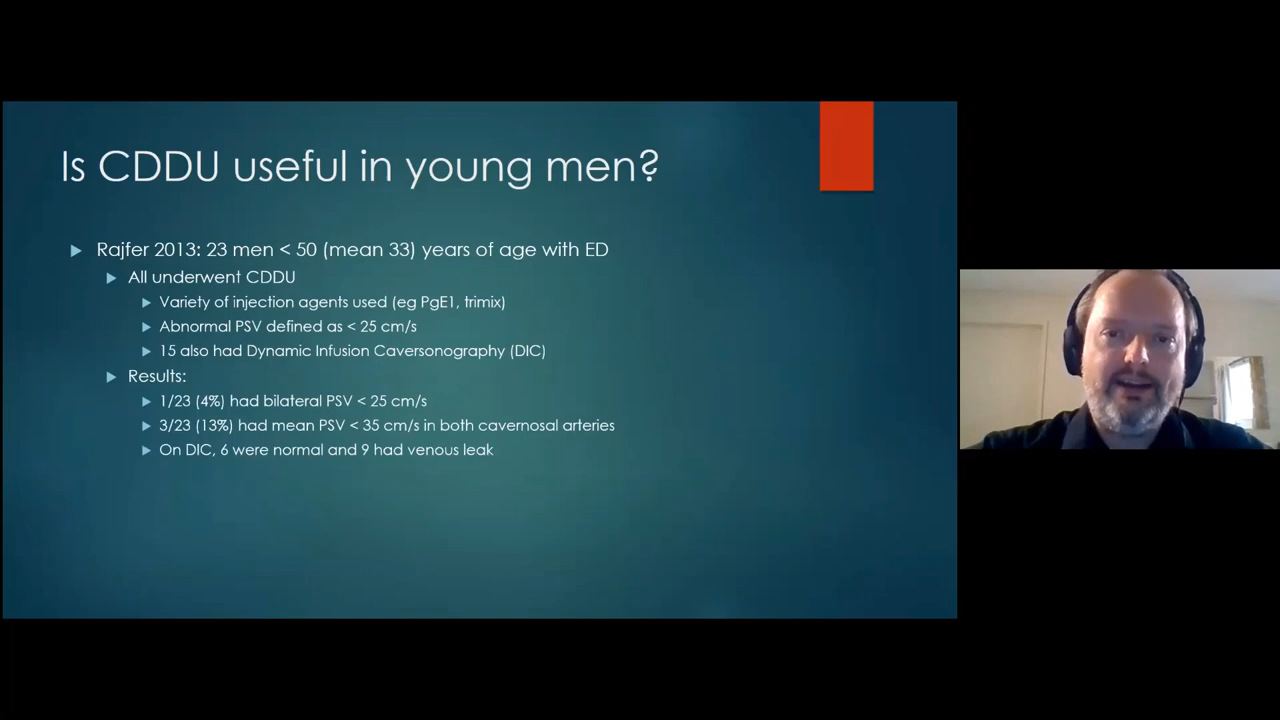 Is CDDU useful in young men?
Rajfer 2013: 23 men < 50 (mean 33) years of age with ED
All underwent CDDU
Variety of injection agents used (eg PgE1, trimix)
Abnormal PSV defined as < 25 cm/s
15 also had Dynamic Infusion Caversonography (DIC)
Results:
1/23 (4%) had bilateral PSV < 25 cm/s
3/23 (13%) had mean PSV < 35 cm/s in both cavernosal arteries
On DIC, 6 were normal and 9 had venous leak